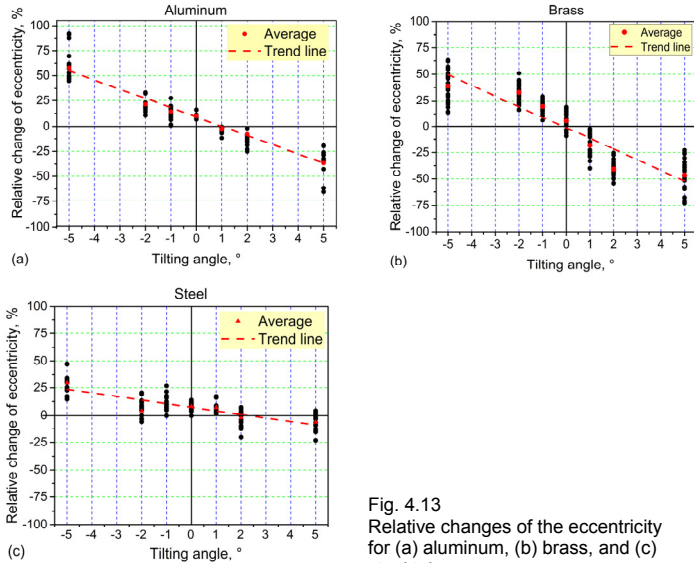 Aluminum
Relative change of eccentricity, %
100
75
50
25
0
-25
-50
-75
-100
Average
Trend line
-5 -4 -3 -2 -1 0 1 2 3 4 5
Tilting angle, °
(a)
Brass
Relative change of eccentricity, %
100
75
50
25
0
-25
-50
-75
-100
Average
Trend line
-5 -4 -3 -2 -1 0 1 2 3 4 5
Tilting angle, °
(b)
Steel
Relative change of eccentricity, %
100
75
50
25
0
-25
-50
-75
-100
Average
Trend line
-5 -4 -3 -2 -1 0 1 2 3 4 5
Tilting angle, °
(c)
Fig. 4.13
Relative changes of the eccentricity
for (a) aluminum, (b) brass, and (c)